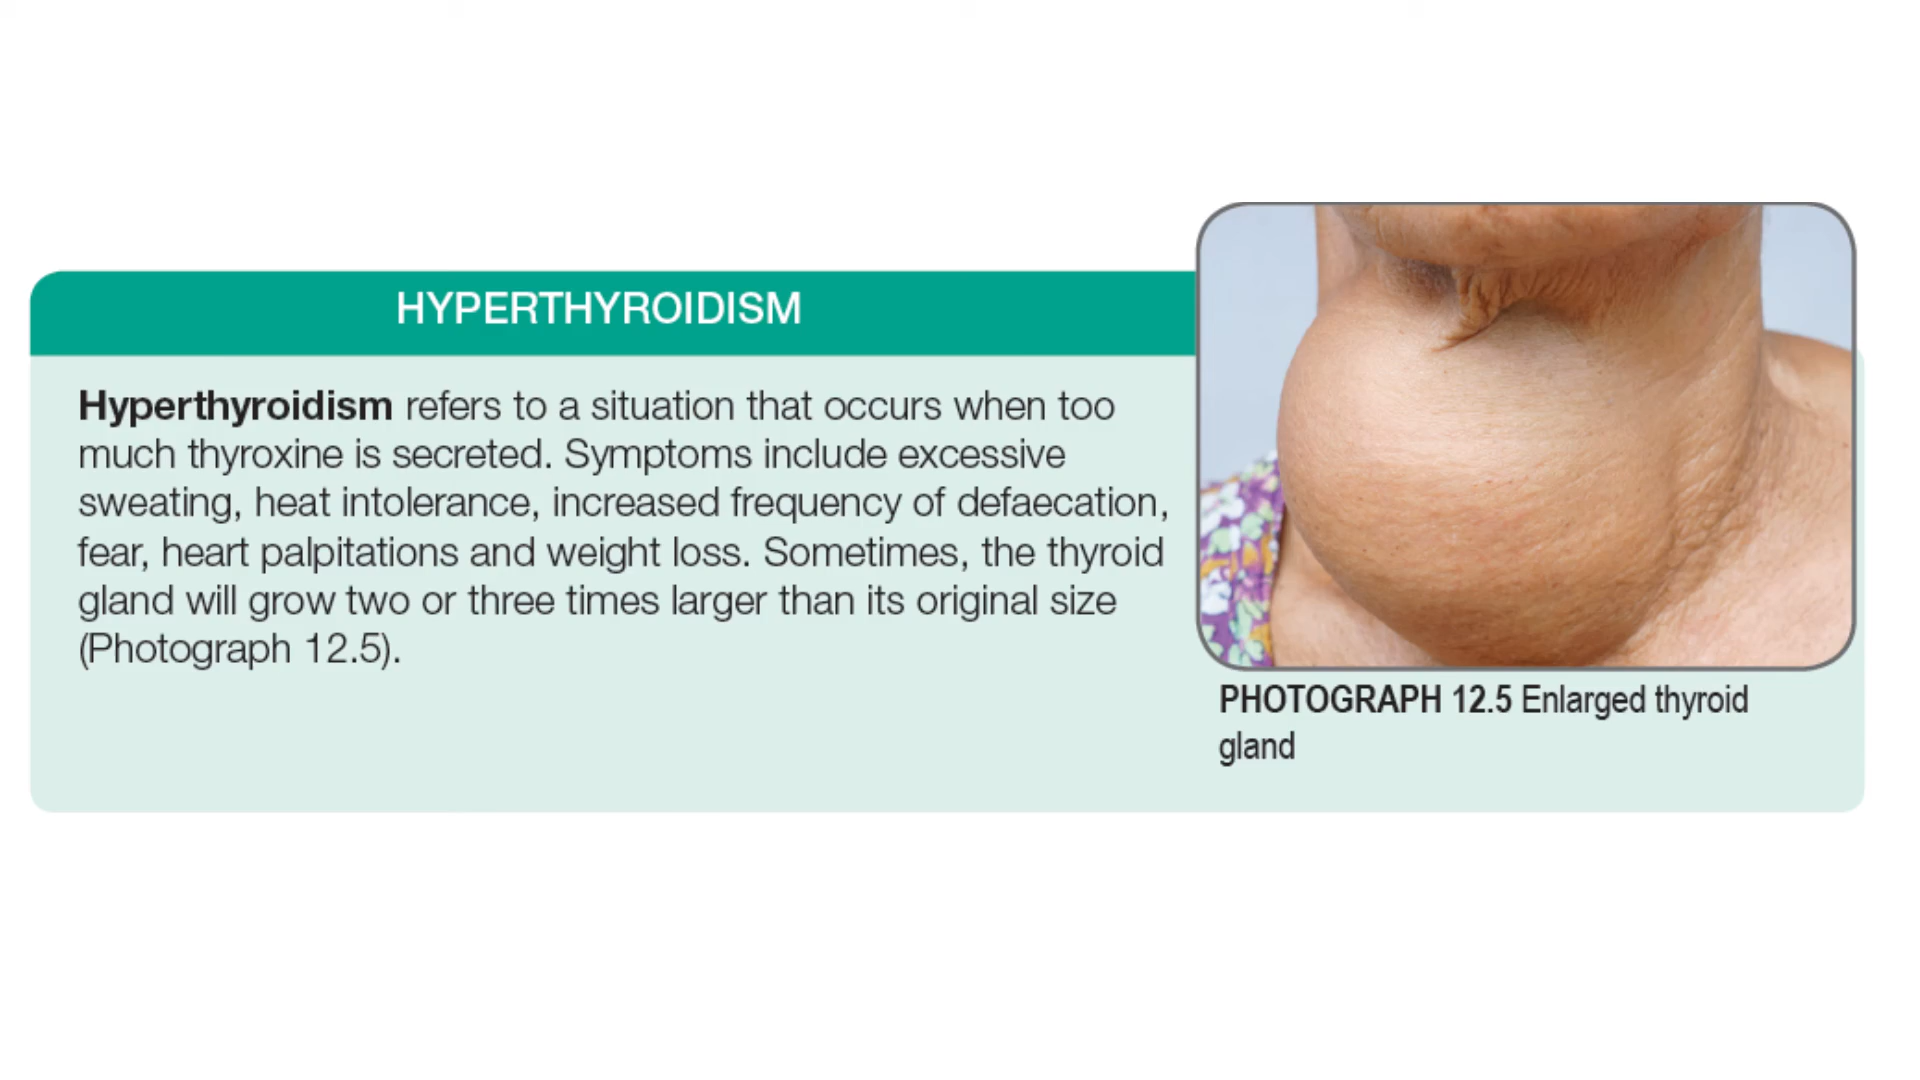 HYPERTHYROIDISM
Hyperthyroidism refers to a situation that occurs when too
much thyroxine is secreted. Symptoms include excessive
sweating, heat intolerance, increased frequency of defaecation,
fear, heart palpitations and weight loss. Sometimes, the thyroid
gland will grow two or three times larger than its original size
(Photograph 12.5).
PHOTOGRAPH 12.5 Enlarged thyroid
gland